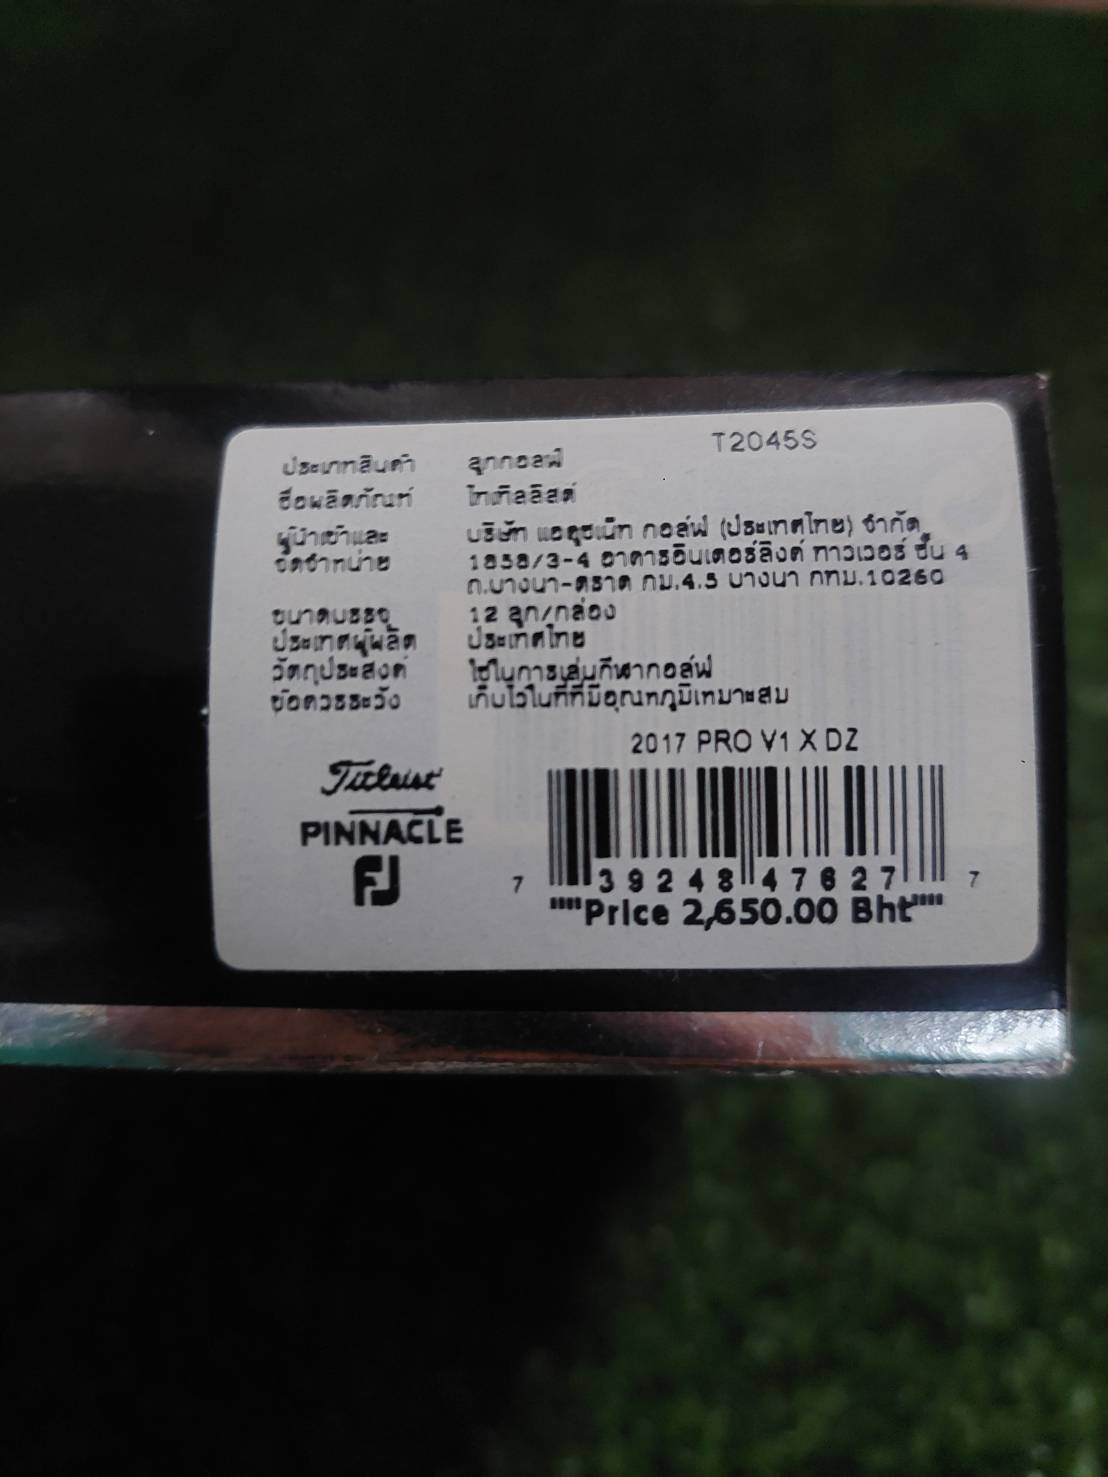 T2045S
ประเภทสินค้า ลูกกอล์ฟ
ชื่อผลิตภัณฑ์ ไทเทิลลิสต์
ผู้นำเข้าและ บริษัท แอคุชเน็ท กอล์ฟ (ประเทศไทย) จำกัด
จัดจำหน่าย 1858/3-4 อาคารอินเตอร์ลิงค์ ทาวเวอร์ ชั้น 4
ถ.บางนา-ตราด กม.4.5 บางนา กทม.10260
ขนาดบรรจุ 12 ลูก/กล่อง
ประเทศผู้ผลิต ประเทศไทย
วัตถุประสงค์ ใช้ในการเล่นกีฬากอล์ฟ
ข้อควรระวัง เก็บไว้ในที่ที่มีอุณหภูมิเหมาะสม
2017 PRO V1 X DZ
Titleist
PINNACLE
FJ
7 39248 47627 7
""Price 2,650.00 Bht""